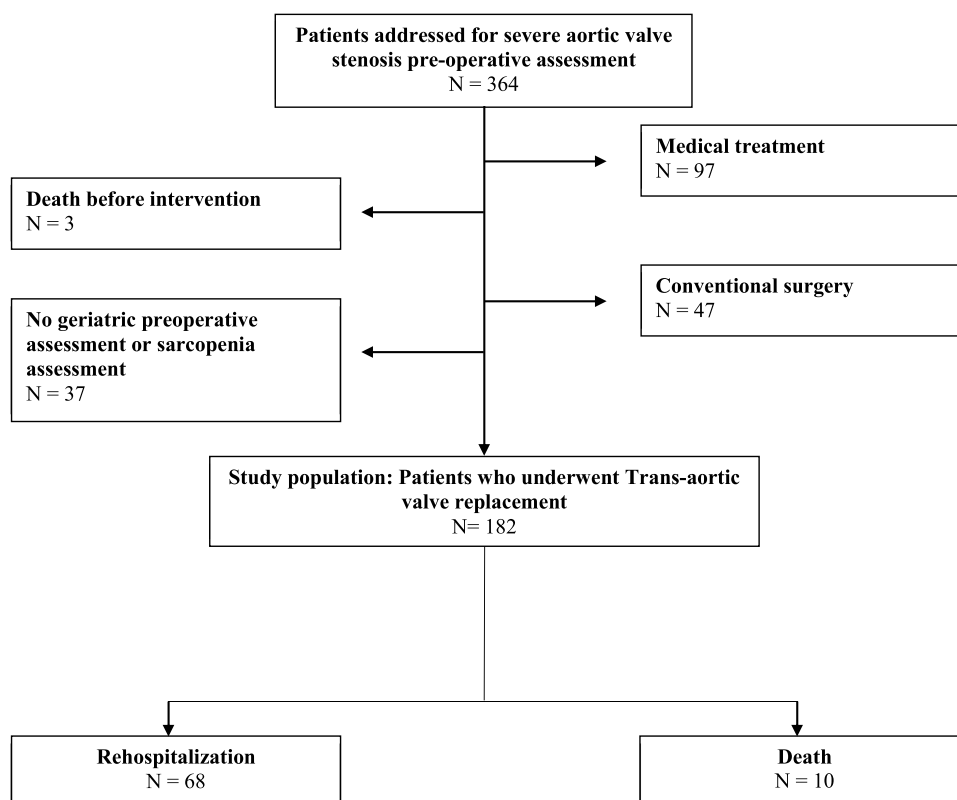 Patients addressed for severe aortic valve
stenosis pre-operative assessment
N = 364
Medical treatment
N = 97
Death before intervention
N = 3
Conventional surgery
N = 47
No geriatric preoperative
assessment or sarcopenia
assessment
N = 37
Study population: Patients who underwent Trans-aortic
valve replacement
N= 182
Rehospitalization
N = 68
Death
N = 10